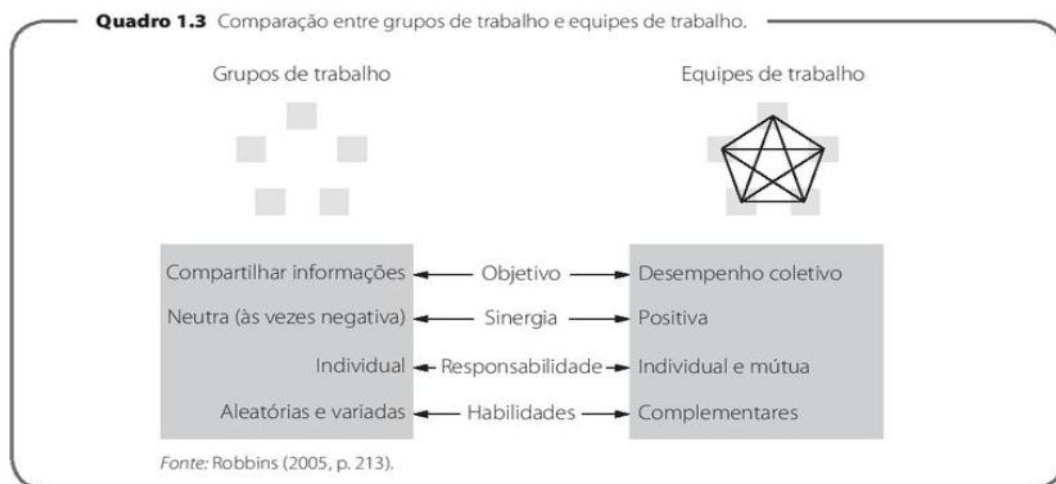 Quadro 1.3 Comparação entre grupos de trabalho e equipes de trabalho.
Grupos de trabalho Equipes de trabalho
Compartilhar informações Objetivo Desempenho coletivo
Neutra (às vezes negativa) Sinergia Positiva
Individual Responsabilidade Individual e mútua
Aleatórias e variadas Habilidades Complementares
Fonte: Robbins (2005, p. 213).